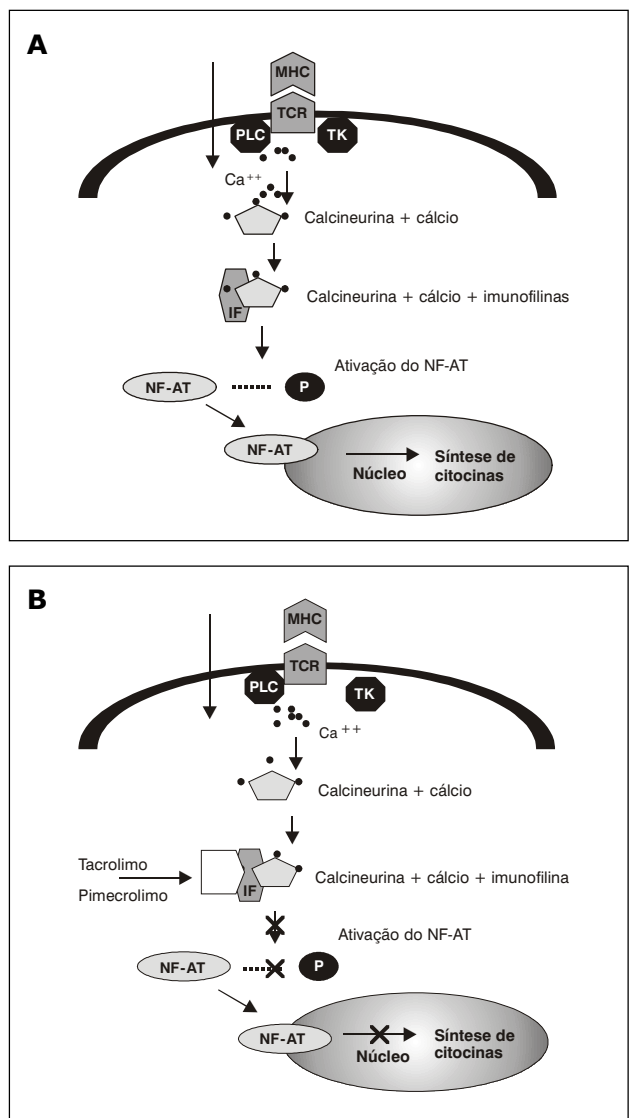 A
MHC
TCR
PLC
TK
Ca++
Calcineurina + cálcio
IF
Calcineurina + cálcio + imunofilinas
Ativação do NF-AT
NF-AT
P
NF-AT
Núcleo
Síntese de
citocinas
B
MHC
TCR
PLC
TK
Ca++
Calcineurina + cálcio
Tacrolimo
Pimecrolimo
IF
Calcineurina + cálcio + imunofilina
Ativação do NF-AT
NF-AT
P
NF-AT
Núcleo
Síntese de
citocinas